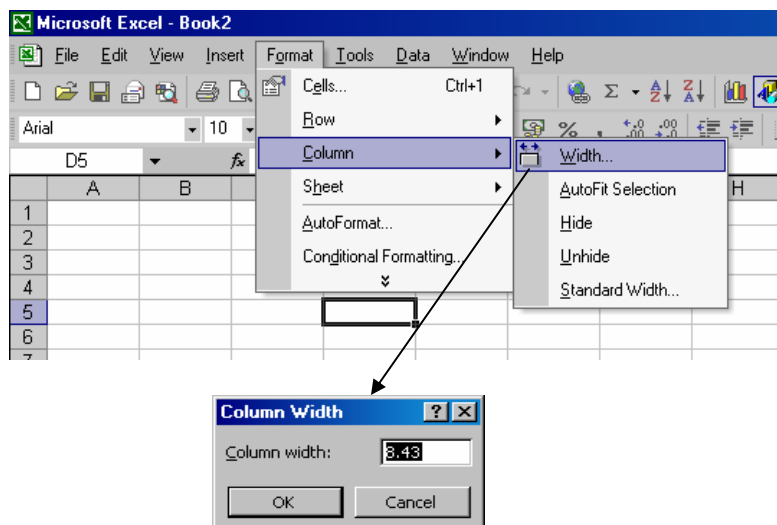 Microsoft Excel - Book2
File Edit View Insert Format Tools Data Window Help
Arial 10 % ,
D5 fx
Cells... Ctrl+1
Row
Column
Sheet
AutoFormat...
Conditional Formatting...
Width...
AutoFit Selection
Hide
Unhide
Standard Width...
A B H
1
2
3
4
5
6
7
Column Width
Column width: 8.43
OK Cancel